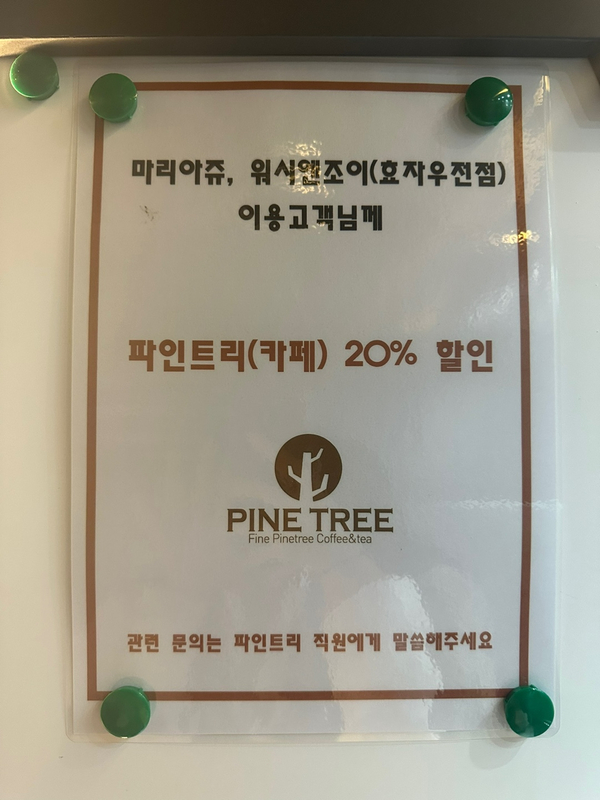 마리아쥬, 워시앤조이(효자우전점)
이용고객님께
파인트리(카페) 20% 할인
PINE TREE
Fine Pinetree Coffee&tea
관련 문의는 파인트리 직원에게 말씀해주세요